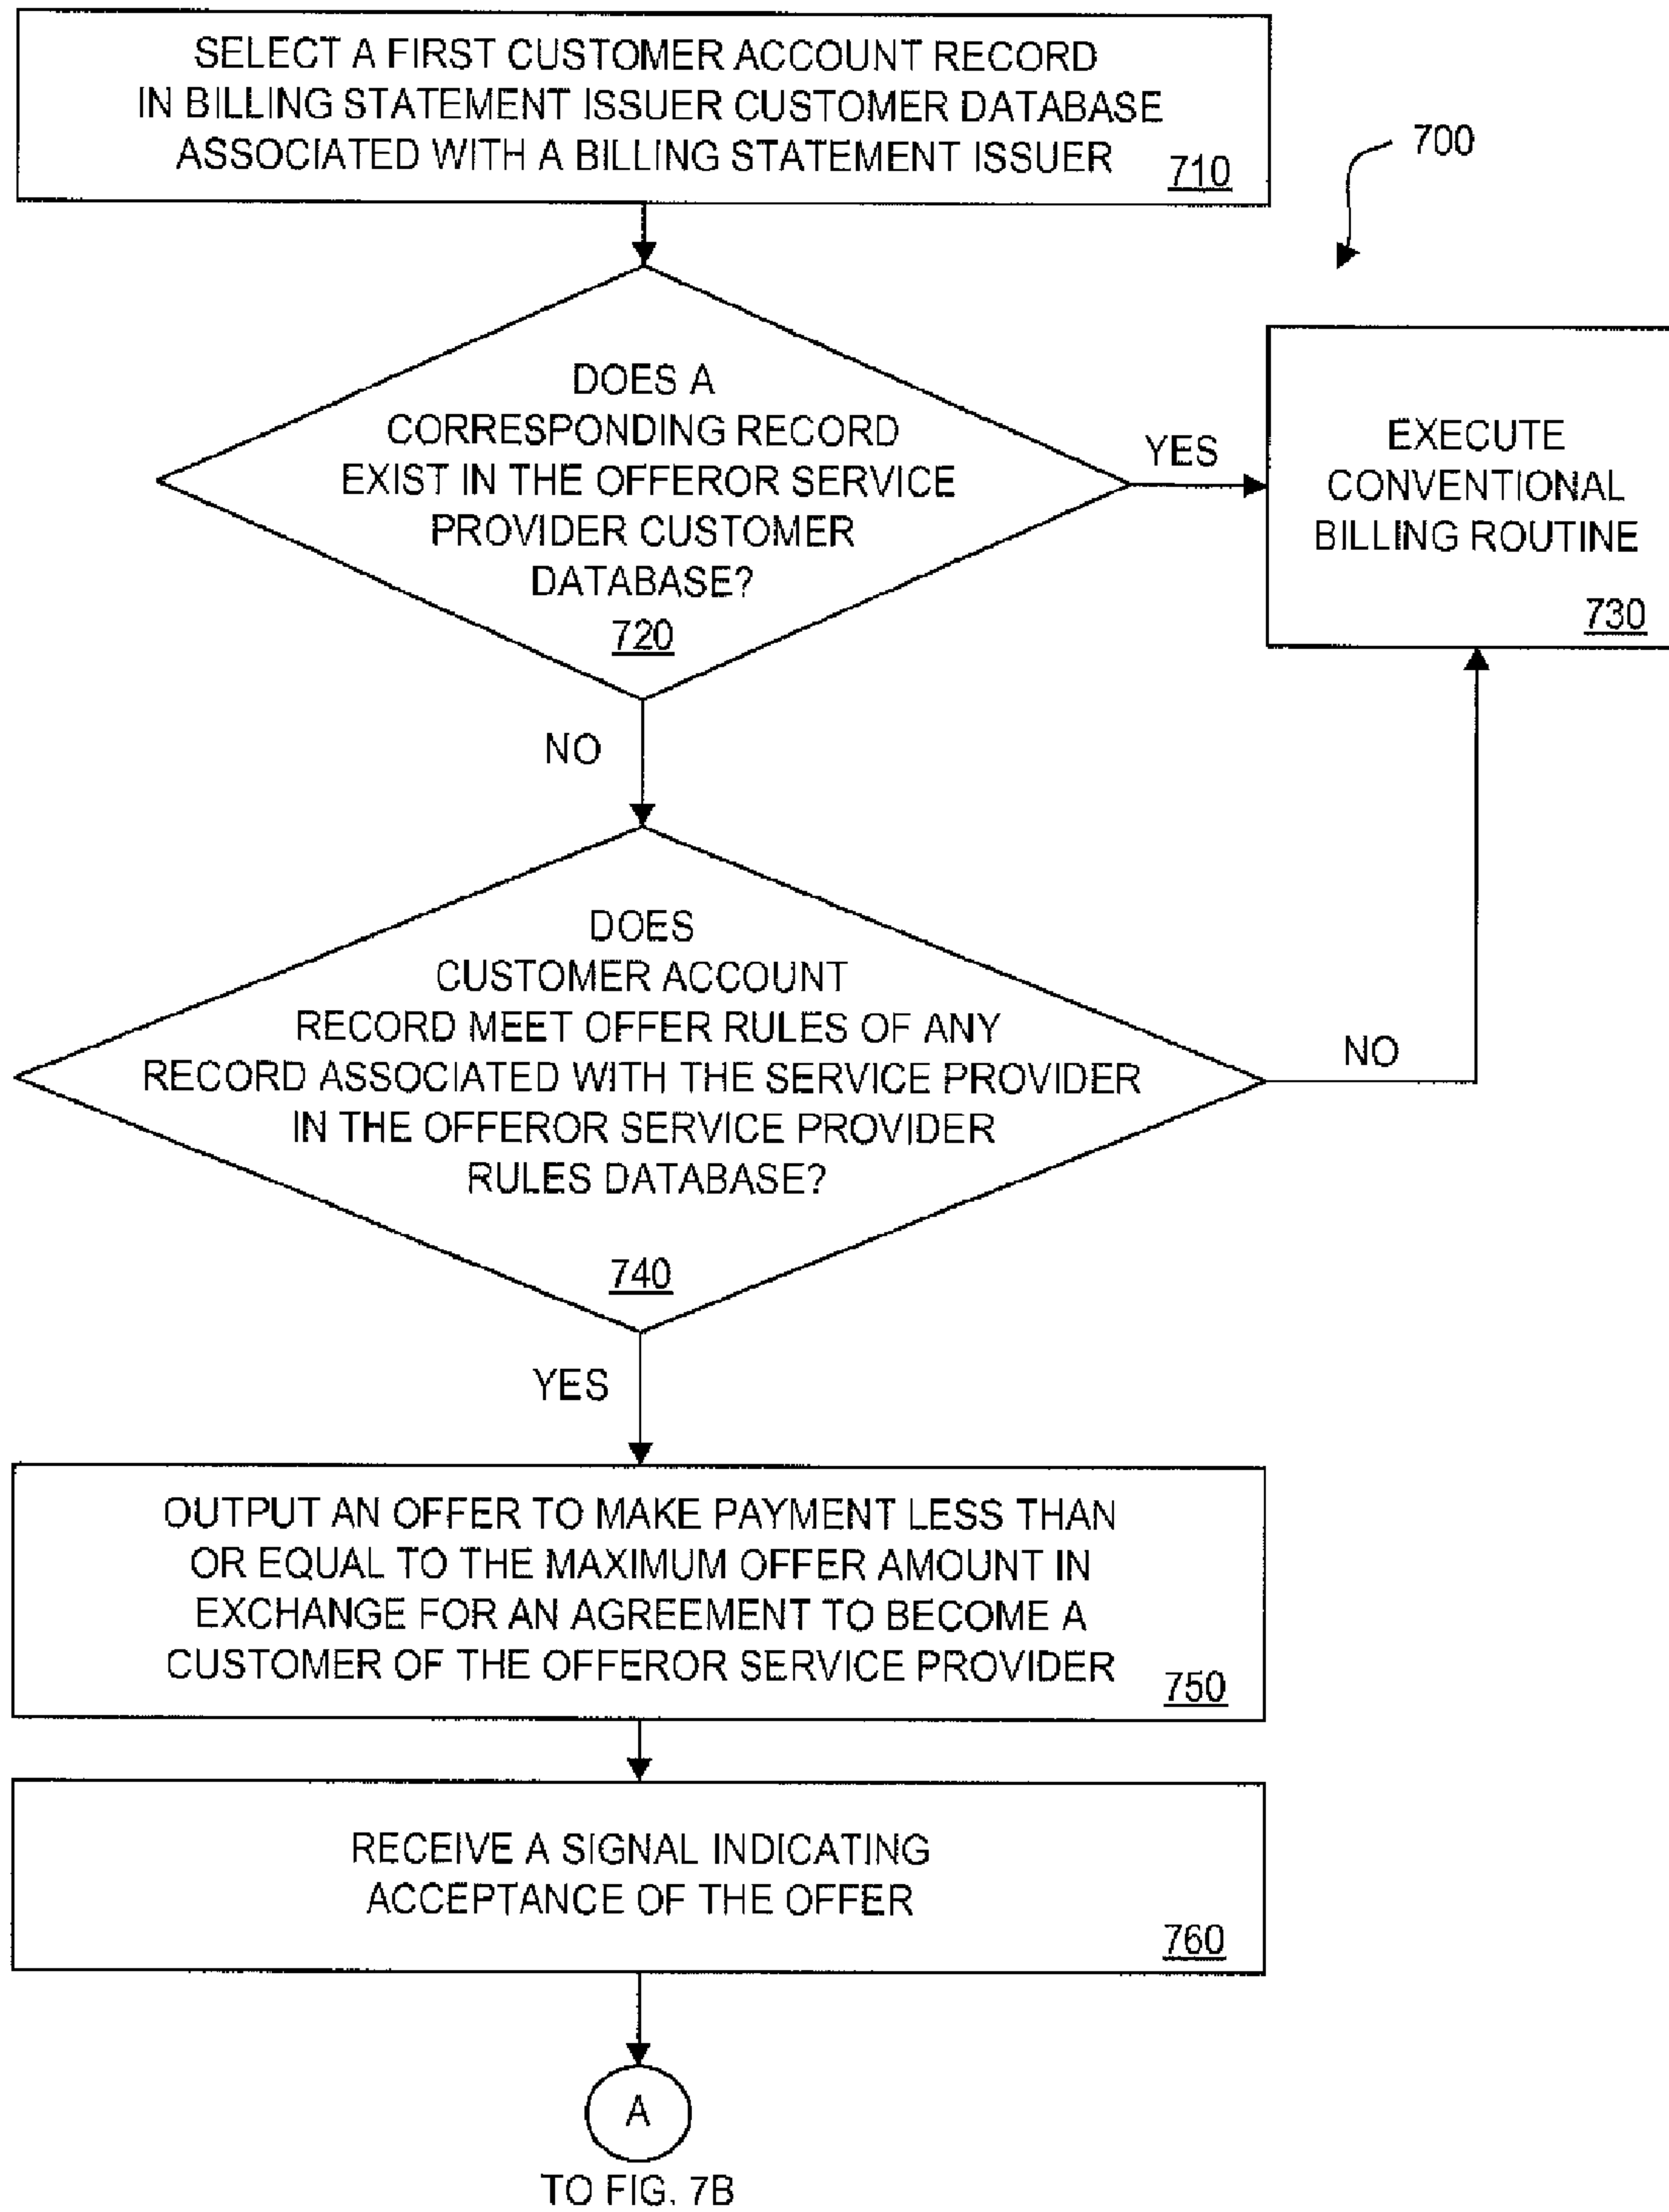 SELECT A FIRST CUSTOMER ACCOUNT RECORD
IN BILLING STATEMENT ISSUER CUSTOMER DATABASE
ASSOCIATED WITH A BILLING STATEMENT ISSUER
710
700
DOES A
CORRESPONDING RECORD
EXIST IN THE OFFEROR SERVICE
PROVIDER CUSTOMER
DATABASE?
720
YES
EXECUTE
CONVENTIONAL
BILLING ROUTINE
730
NO
DOES
CUSTOMER ACCOUNT
RECORD MEET OFFER RULES OF ANY
RECORD ASSOCIATED WITH THE SERVICE PROVIDER
IN THE OFFEROR SERVICE PROVIDER
RULES DATABASE?
740
NO
YES
OUTPUT AN OFFER TO MAKE PAYMENT LESS THAN
OR EQUAL TO THE MAXIMUM OFFER AMOUNT IN
EXCHANGE FOR AN AGREEMENT TO BECOME A
CUSTOMER OF THE OFFEROR SERVICE PROVIDER
750
RECEIVE A SIGNAL INDICATING
ACCEPTANCE OF THE OFFER
760
A
TO FIG. 7B